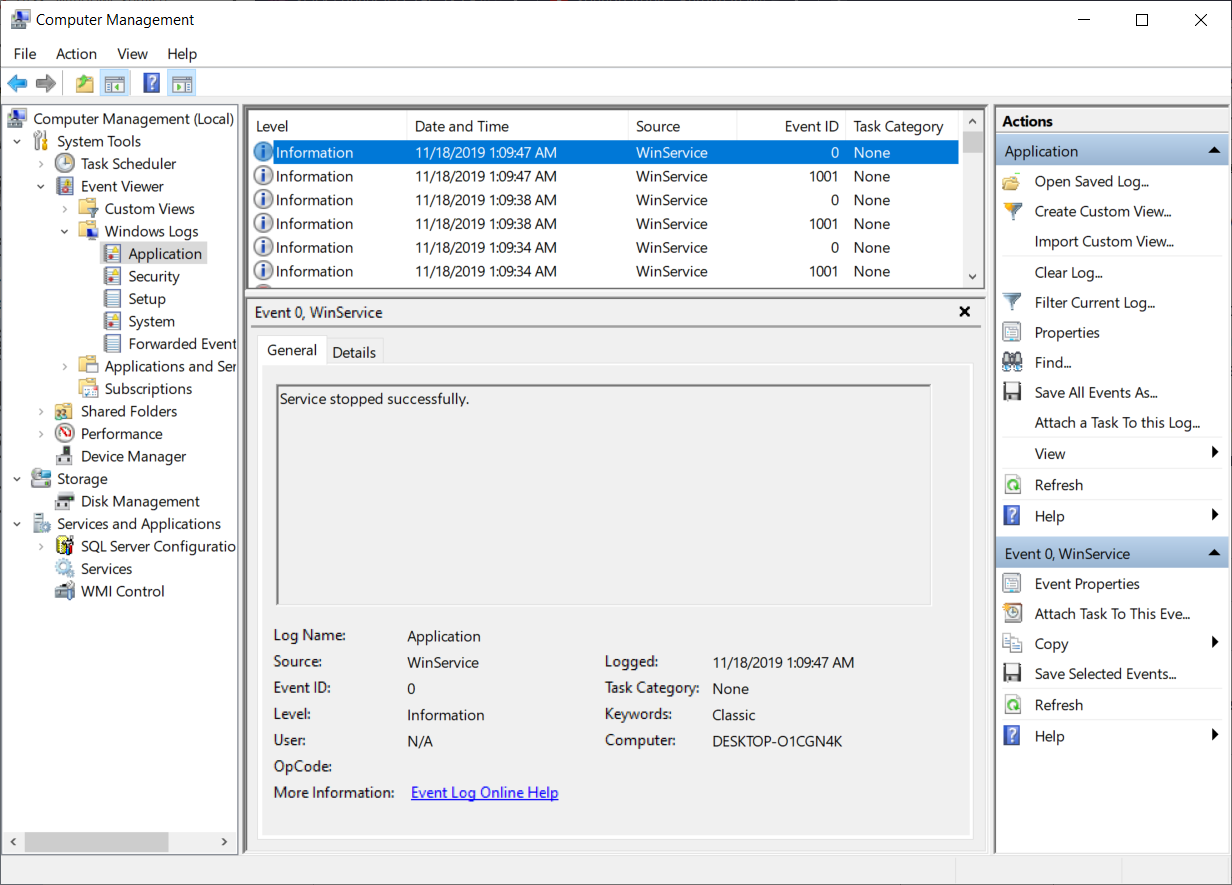 Computer Management
File Action View Help
Computer Management (Local)
System Tools
Task Scheduler
Event Viewer
Custom Views
Windows Logs
Application
Security
Setup
System
Forwarded Event
Applications and Ser
Subscriptions
Shared Folders
Performance
Device Manager
Storage
Disk Management
Services and Applications
SQL Server Configuratio
Services
WMI Control
Level Date and Time Source Event ID Task Category
Information 11/18/2019 1:09:47 AM WinService 0 None
Information 11/18/2019 1:09:47 AM WinService 1001 None
Information 11/18/2019 1:09:38 AM WinService 0 None
Information 11/18/2019 1:09:38 AM WinService 1001 None
Information 11/18/2019 1:09:34 AM WinService 0 None
Information 11/18/2019 1:09:34 AM WinService 1001 None
Event 0, WinService
General Details
Service stopped successfully.
Log Name: Application
Source: WinService Logged: 11/18/2019 1:09:47 AM
Event ID: 0 Task Category: None
Level: Information Keywords: Classic
User: N/A Computer: DESKTOP-O1CGN4K
OpCode:
More Information: Event Log Online Help
Actions
Application
Open Saved Log...
Create Custom View...
Import Custom View...
Clear Log...
Filter Current Log...
Properties
Find...
Save All Events As...
Attach a Task To this Log...
View
Refresh
Help
Event 0, WinService
Event Properties
Attach Task To This Eve...
Copy
Save Selected Events...
Refresh
Help